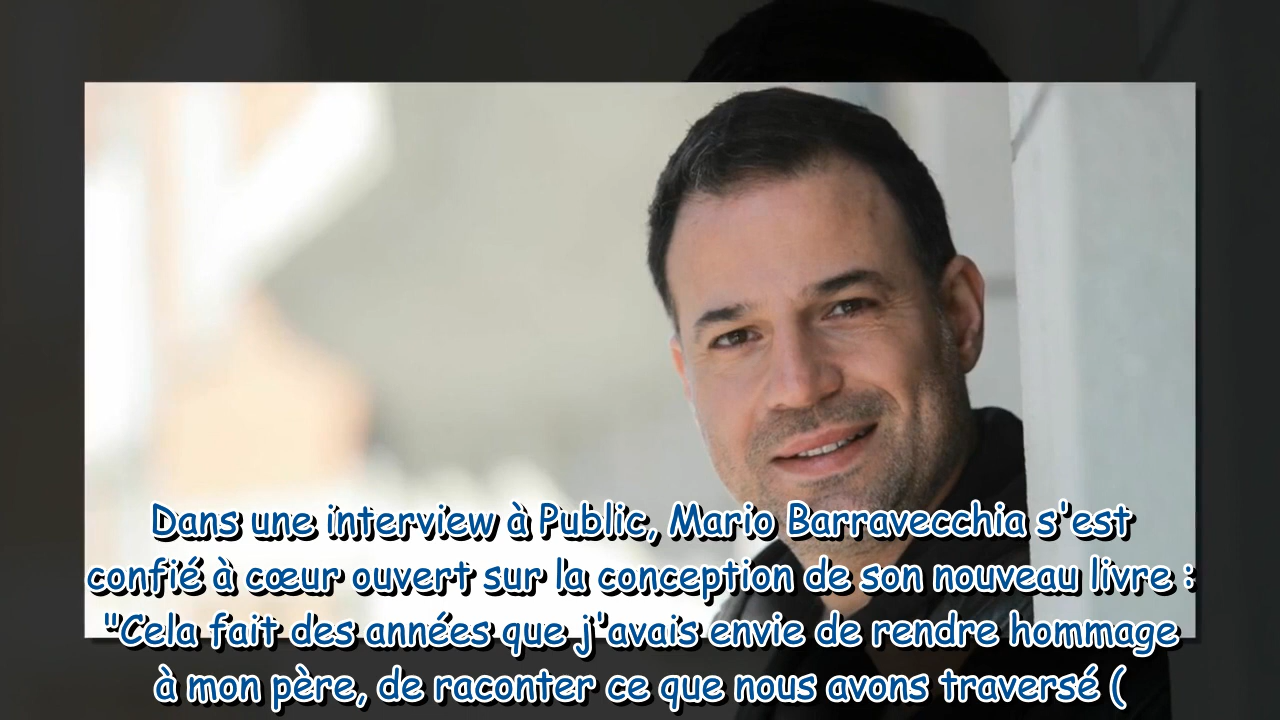 Dans une interview à Public, Mario Barravecchia s'est
confié à cœur ouvert sur la conception de son nouveau livre :
"Cela fait des années que j'avais envie de rendre hommage
à mon père, de raconter ce que nous avons traversé (